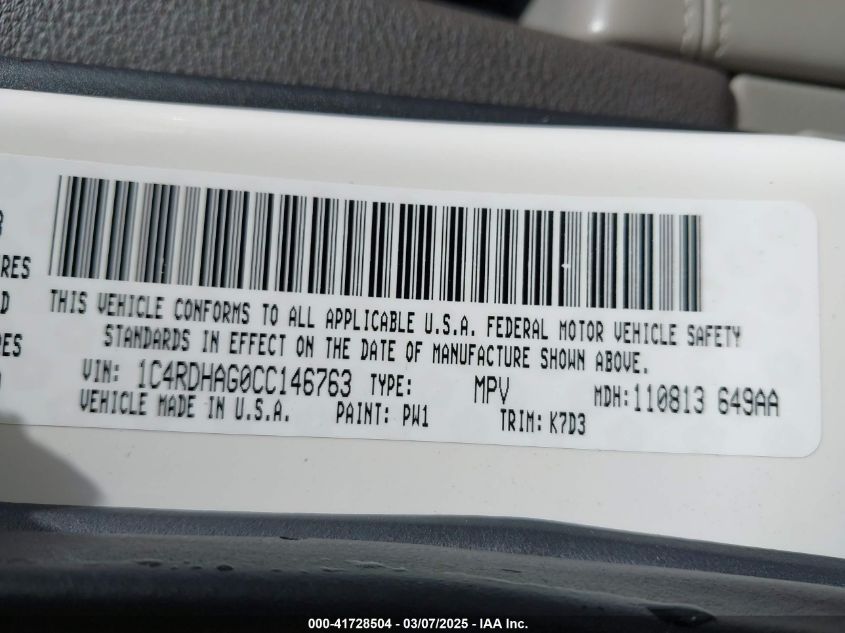 RES
THIS VEHICLE CONFORMS TO ALL APPLICABLE U.S.A. FEDERAL MOTOR VEHICLE SAFETY
STANDARDS IN EFFECT ON THE DATE OF MANUFACTURE SHOWN ABOVE.
VIN: 1C4RDHAG0CC146763 TYPE: MPV MDH:110813 649AA
VEHICLE MADE IN U.S.A. PAINT: PW1 TRIM: K7D3
000-41728504 - 03/07/2025 - IAA Inc.